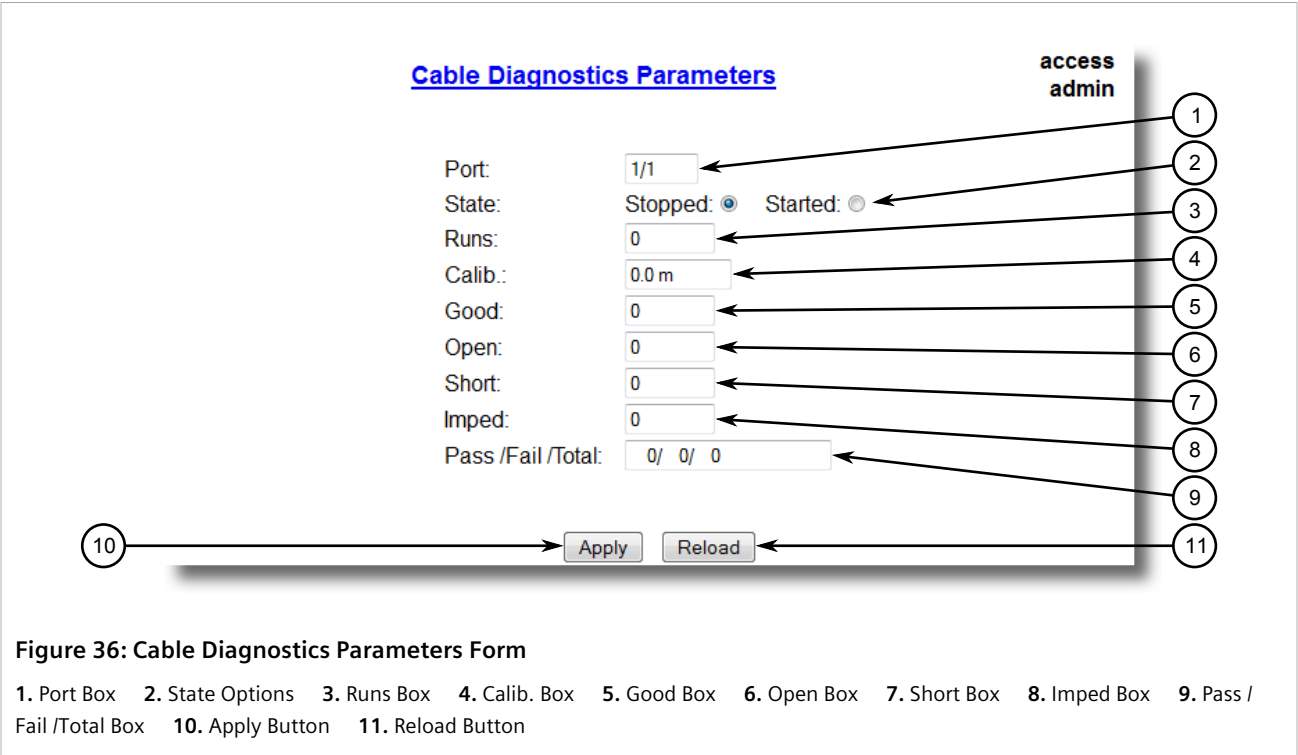 Cable Diagnostics Parameters
access
admin
Port: 1/1
1
State: Stopped: Started:
2
Runs: 0
3
Calib.: 0.0 m
4
Good: 0
5
Open: 0
6
Short: 0
7
Imped: 0
8
Pass /Fail /Total: 0/ 0/ 0
9
10
Apply Reload
11
Figure 36: Cable Diagnostics Parameters Form
1. Port Box 2. State Options 3. Runs Box 4. Calib. Box 5. Good Box 6. Open Box 7. Short Box 8. Imped Box 9. Pass /
Fail /Total Box 10. Apply Button 11. Reload Button